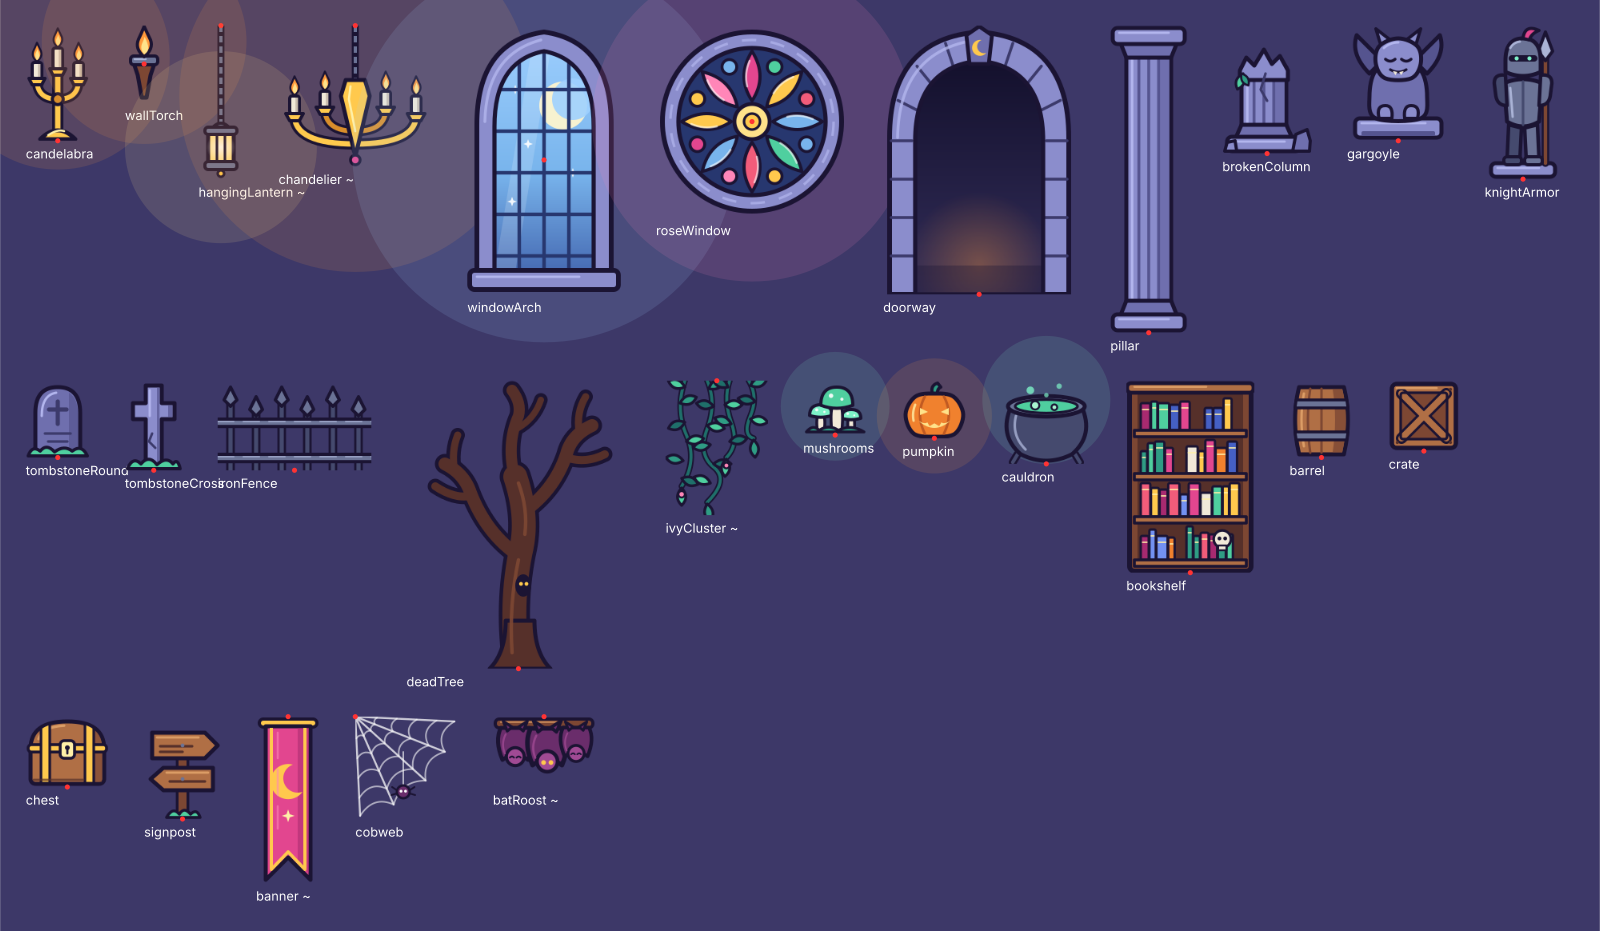 candelabra
wallTorch
hangingLantern ~
chandelier ~
windowArch
roseWindow
doorway
pillar
brokenColumn
gargoyle
knightArmor
tombstoneRound
tombstoneCross
ironFence
deadTree
ivyCluster ~
mushrooms
pumpkin
cauldron
bookshelf
barrel
crate
chest
signpost
banner ~
cobweb
batRoost ~